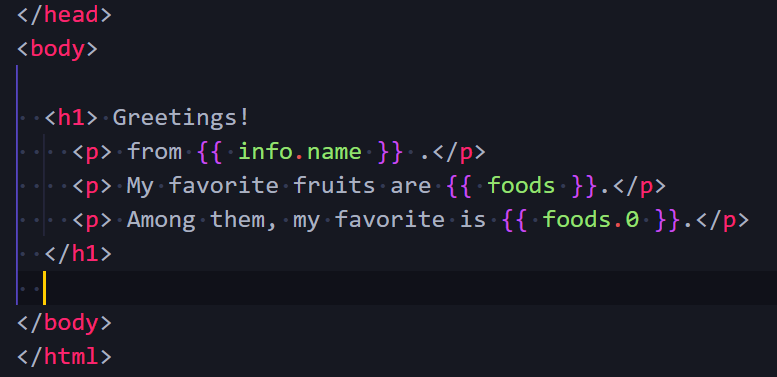 </head>
<body>
<h1> Greetings!
<p> from {{ info.name }} .</p>
<p> My favorite fruits are {{ foods }}.</p>
<p> Among them, my favorite is {{ foods.0 }}.</p>
</h1>
</body>
</html>